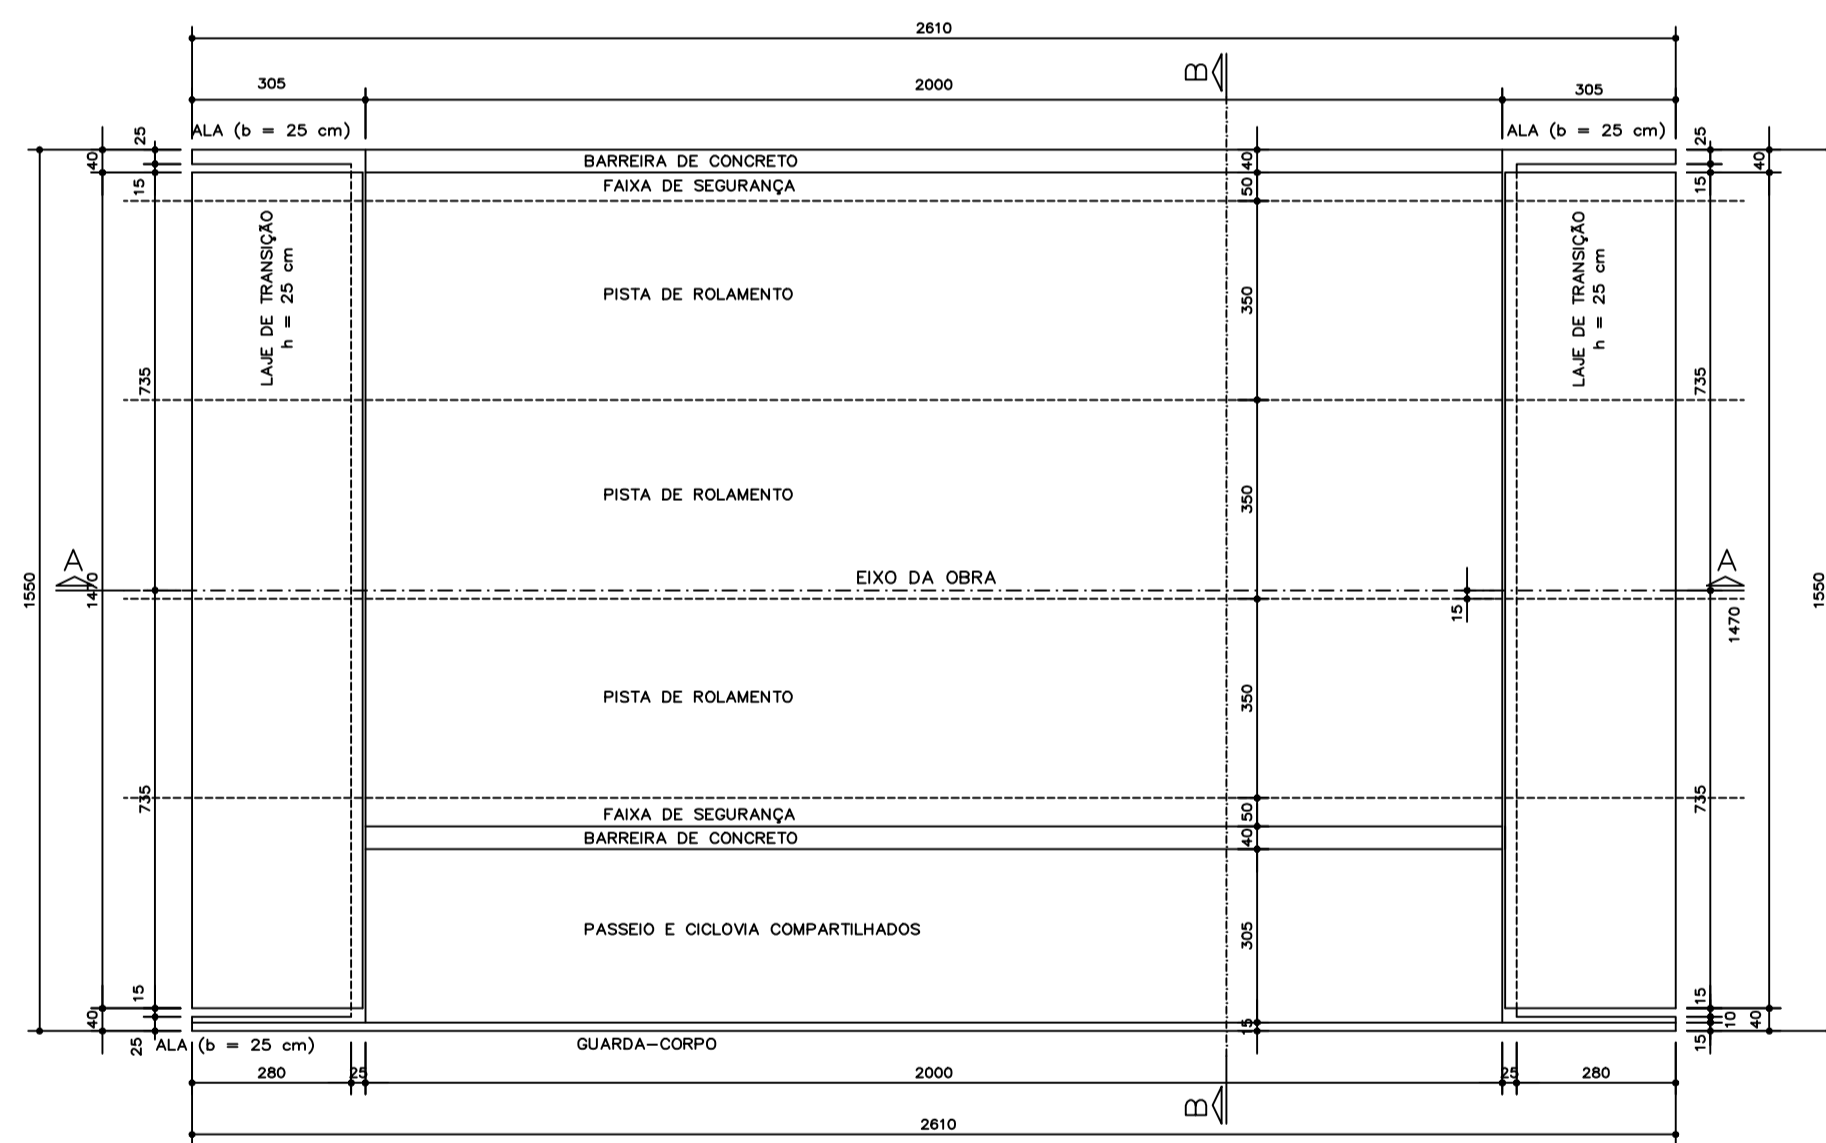 2610
305
2000
305
B
ALA (b = 25 cm)
ALA (b = 25 cm)
25
40
15
BARREIRA DE CONCRETO
40
25
40
15
FAIXA DE SEGURANÇA
50
LAJE DE TRANSIÇÃO
h = 25 cm
PISTA DE ROLAMENTO
350
LAJE DE TRANSIÇÃO
h = 25 cm
735
735
PISTA DE ROLAMENTO
350
A
EIXO DA OBRA
A
1550
1470
15
1470
1550
PISTA DE ROLAMENTO
350
735
735
FAIXA DE SEGURANÇA
50
BARREIRA DE CONCRETO
40
PASSEIO E CICLOVIA COMPARTILHADOS
305
15
40
25
ALA (b = 25 cm)
GUARDA-CORPO
15
15
10
40
15
280
25
2000
25
280
B
2610